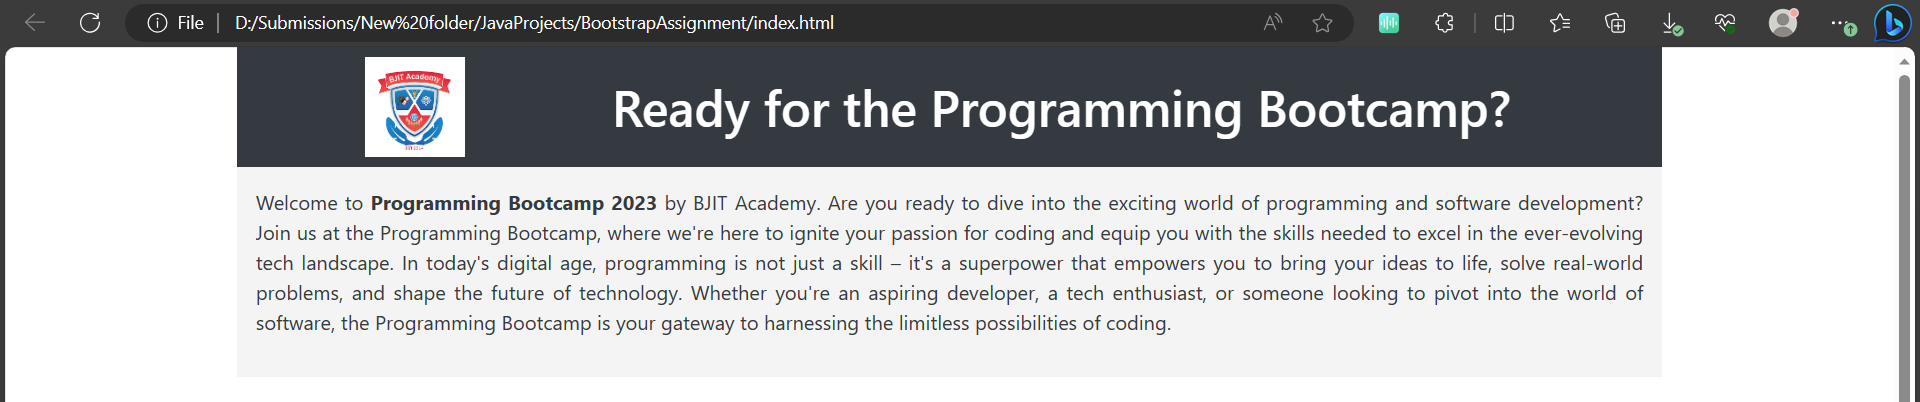 File
D:/Submissions/New%20folder/JavaProjects/BootstrapAssignment/index.html
BJIT Academy
Ready for the Programming Bootcamp?
Welcome to Programming Bootcamp 2023 by BJIT Academy. Are you ready to dive into the exciting world of programming and software development?
Join us at the Programming Bootcamp, where we're here to ignite your passion for coding and equip you with the skills needed to excel in the ever-evolving
tech landscape. In today's digital age, programming is not just a skill – it's a superpower that empowers you to bring your ideas to life, solve real-world
problems, and shape the future of technology. Whether you're an aspiring developer, a tech enthusiast, or someone looking to pivot into the world of
software, the Programming Bootcamp is your gateway to harnessing the limitless possibilities of coding.